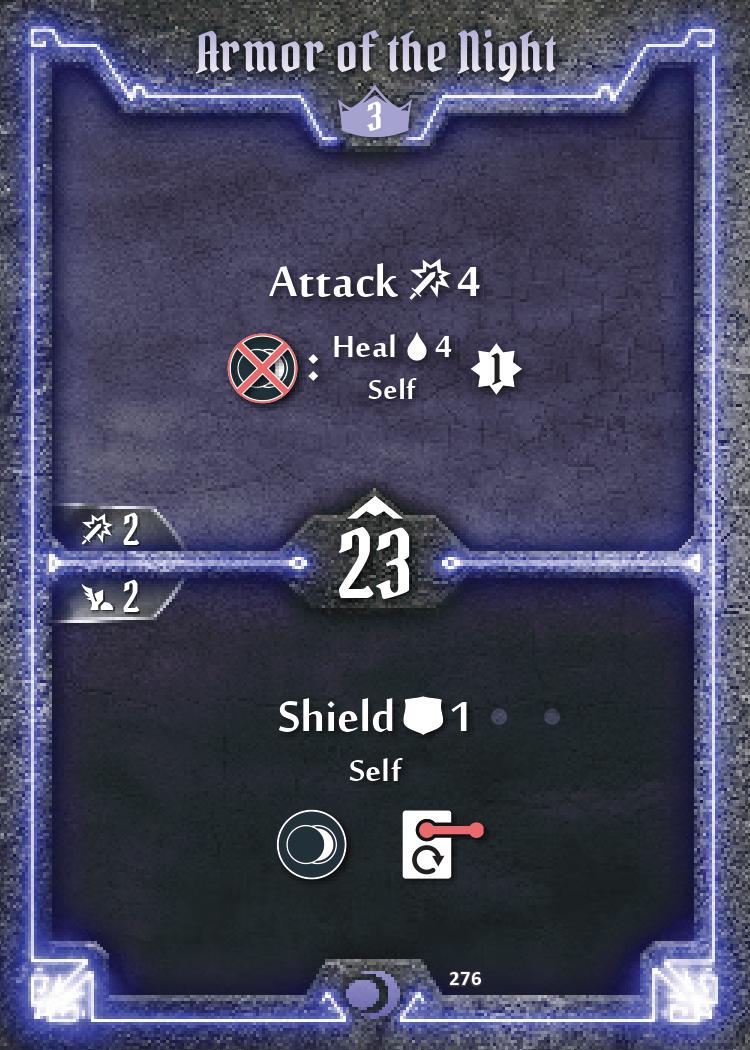 Armor of the Night
3
Attack 4
: Heal 4
Self
1
2
23
2
Shield 1
Self
276